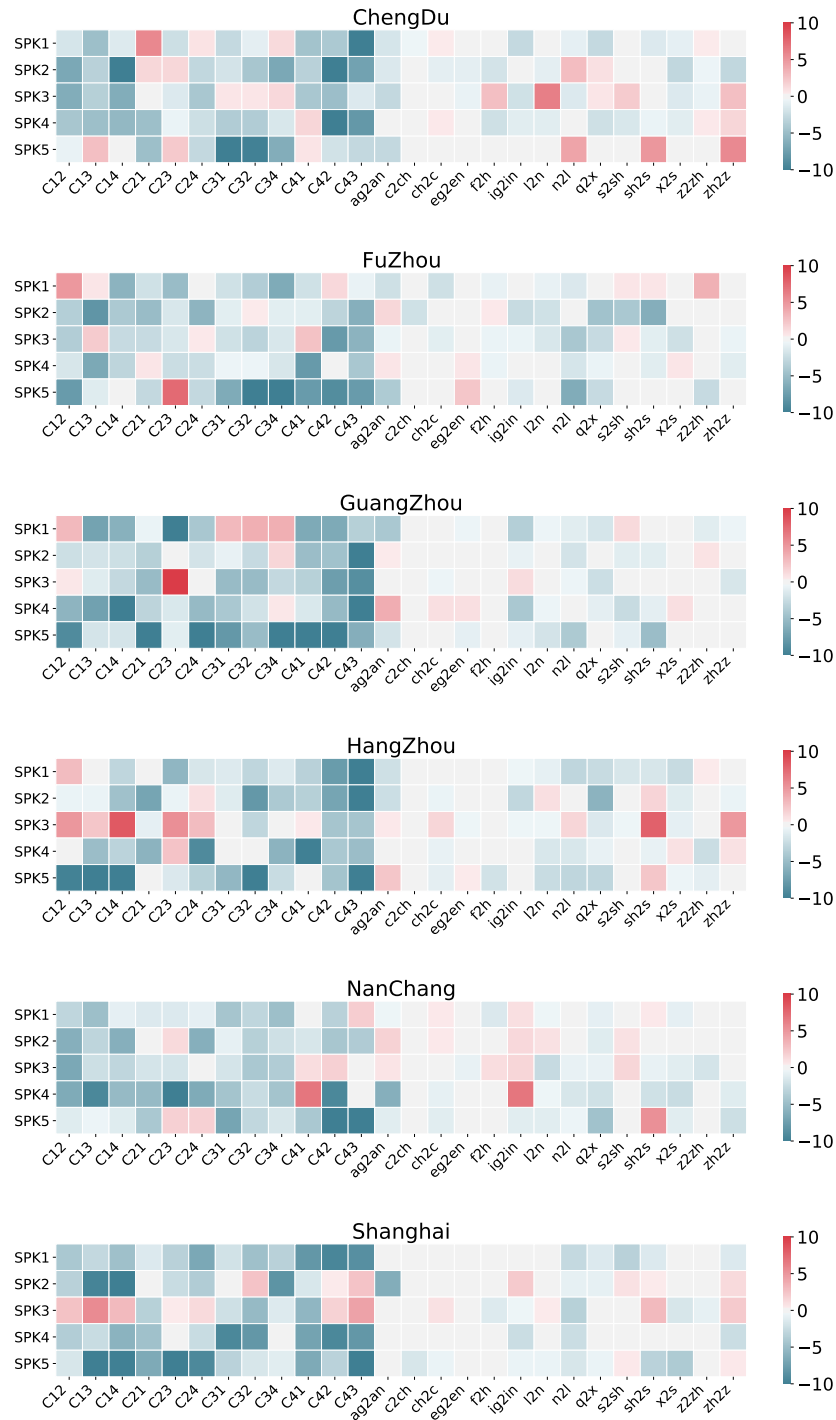 ChengDu
SPK1
SPK2
SPK3
SPK4
SPK5
C12 C13 C14 C21 C23 C24 C31 C32 C34 C41 C42 C43 ag2an c2ch ch2c eg2en f2h ig2in l2n n2l q2x s2sh sh2s x2s z2zh zh2z
10
5
0
−5
−10
FuZhou
SPK1
SPK2
SPK3
SPK4
SPK5
C12 C13 C14 C21 C23 C24 C31 C32 C34 C41 C42 C43 ag2an c2ch ch2c eg2en f2h ig2in l2n n2l q2x s2sh sh2s x2s z2zh zh2z
10
5
0
−5
−10
GuangZhou
SPK1
SPK2
SPK3
SPK4
SPK5
C12 C13 C14 C21 C23 C24 C31 C32 C34 C41 C42 C43 ag2an c2ch ch2c eg2en f2h ig2in l2n n2l q2x s2sh sh2s x2s z2zh zh2z
10
5
0
−5
−10
HangZhou
SPK1
SPK2
SPK3
SPK4
SPK5
C12 C13 C14 C21 C23 C24 C31 C32 C34 C41 C42 C43 ag2an c2ch ch2c eg2en f2h ig2in l2n n2l q2x s2sh sh2s x2s z2zh zh2z
10
5
0
−5
−10
NanChang
SPK1
SPK2
SPK3
SPK4
SPK5
C12 C13 C14 C21 C23 C24 C31 C32 C34 C41 C42 C43 ag2an c2ch ch2c eg2en f2h ig2in l2n n2l q2x s2sh sh2s x2s z2zh zh2z
10
5
0
−5
−10
Shanghai
SPK1
SPK2
SPK3
SPK4
SPK5
C12 C13 C14 C21 C23 C24 C31 C32 C34 C41 C42 C43 ag2an c2ch ch2c eg2en f2h ig2in l2n n2l q2x s2sh sh2s x2s z2zh zh2z
10
5
0
−5
−10